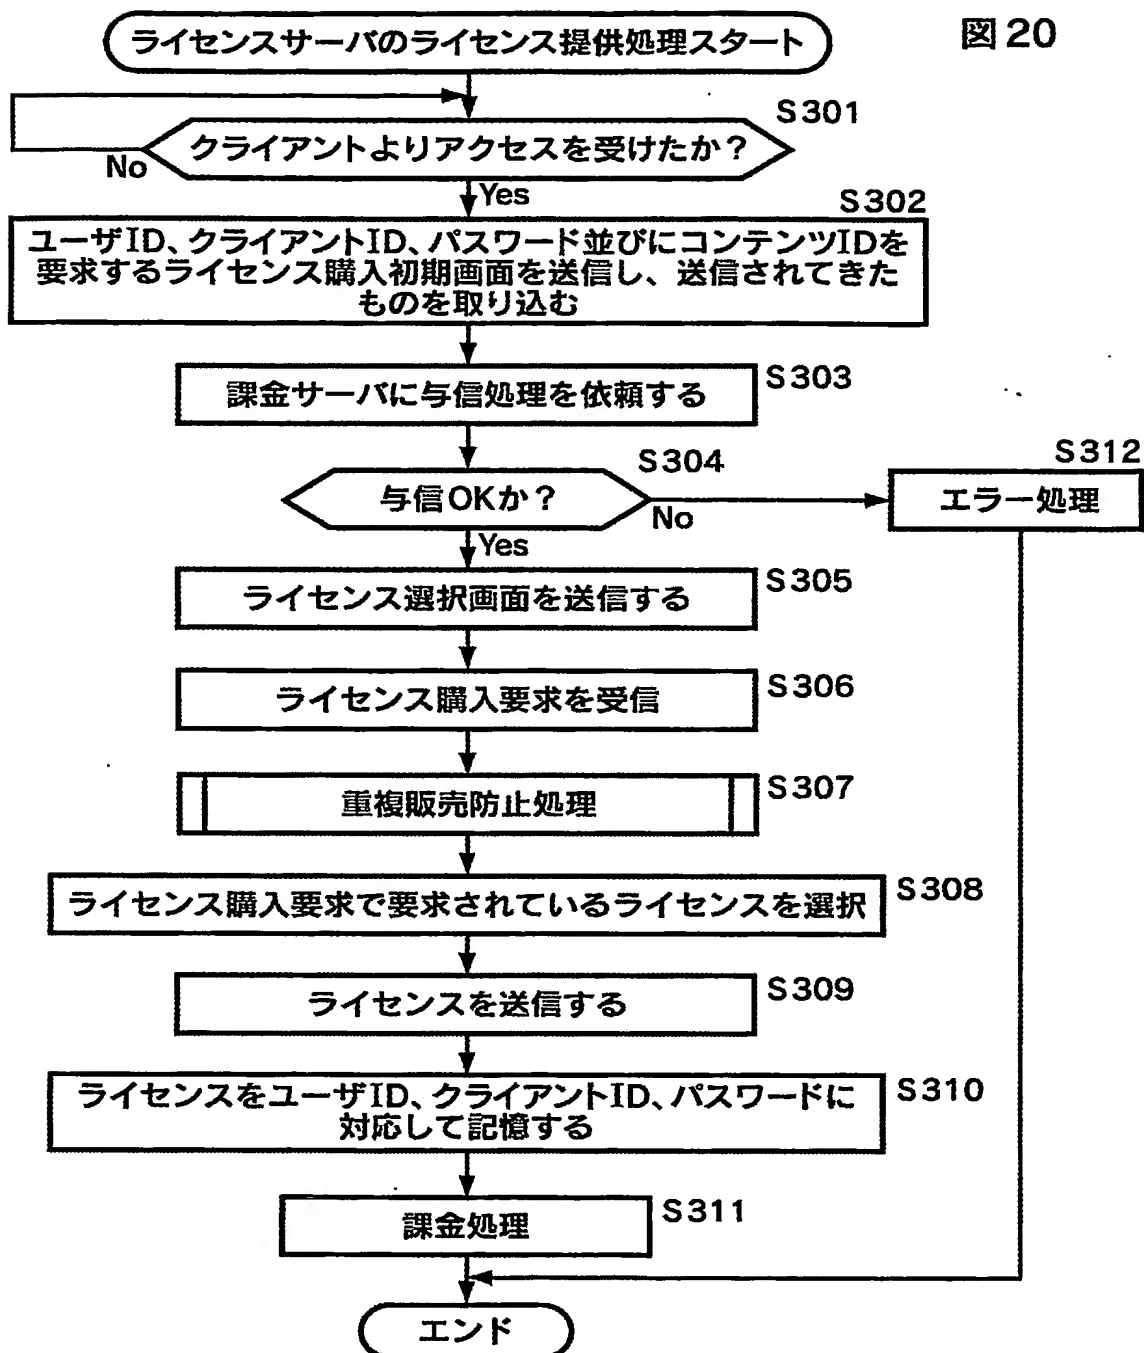 図20
ライセンスサーバのライセンス提供処理スタート
S301
クライアントよりアクセスを受けたか?
No
Yes
S302
ユーザID、クライアントID、パスワード並びにコンテンツIDを
要求するライセンス購入初期画面を送信し、送信されてきた
ものを取り込む
課金サーバに与信処理を依頼する
S303
S304
与信OKか?
No
Yes
S312
エラー処理
ライセンス選択画面を送信する
S305
ライセンス購入要求を受信
S306
重複販売防止処理
S307
ライセンス購入要求で要求されているライセンスを選択
S308
ライセンスを送信する
S309
ライセンスをユーザID、クライアントID、パスワードに
対応して記憶する
S310
課金処理
S311
エンド